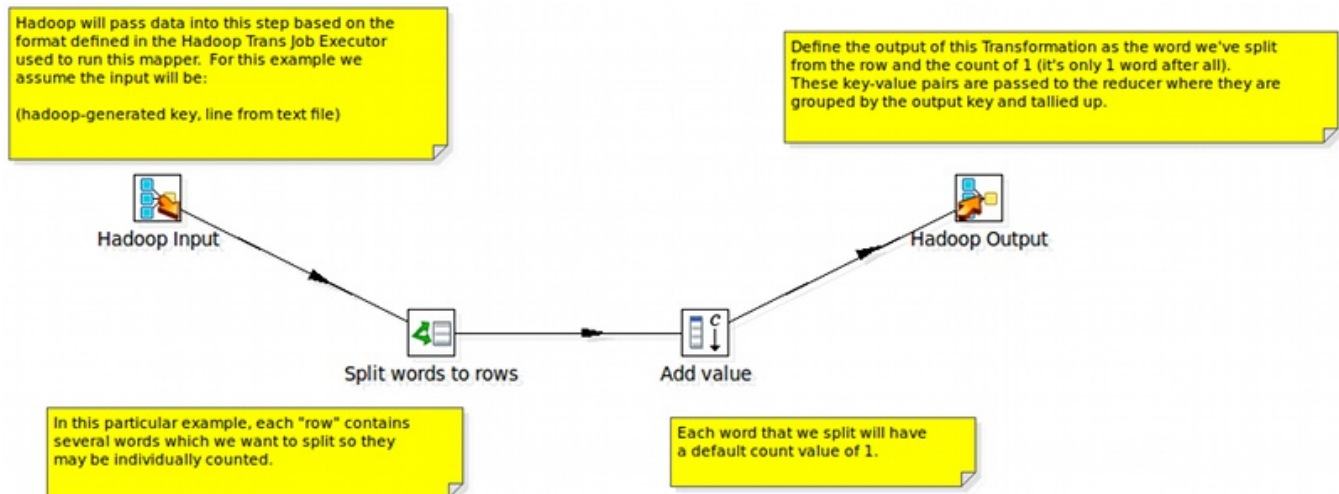 Hadoop will pass data into this step based on the
format defined in the Hadoop Trans Job Executor
used to run this mapper.  For this example we
assume the input will be:
(hadoop-generated key, line from text file)
Define the output of this Transformation as the word we've split
from the row and the count of 1 (it's only 1 word after all).
These key-value pairs are passed to the reducer where they are
grouped by the output key and tallied up.
Hadoop Input
Hadoop Output
Split words to rows
Add value
C
In this particular example, each "row" contains
several words which we want to split so they
may be individually counted.
Each word that we split will have
a default count value of 1.